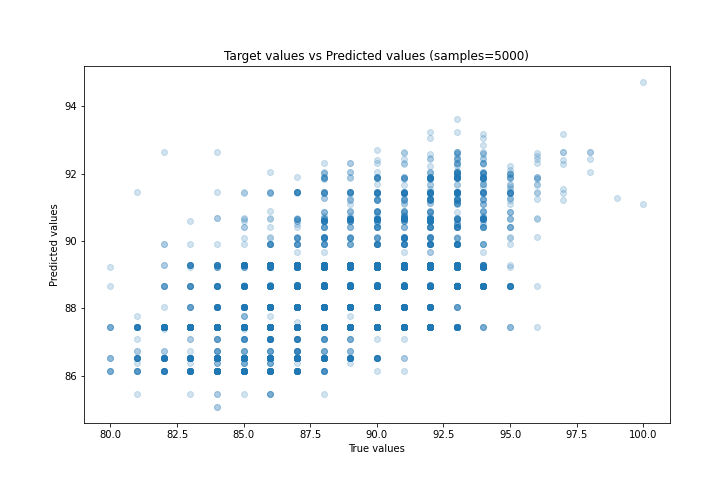 Target values vs Predicted values (samples=5000)
Predicted values
94
92
90
88
86
80.0 82.5 85.0 87.5 90.0 92.5 95.0 97.5 100.0
True values